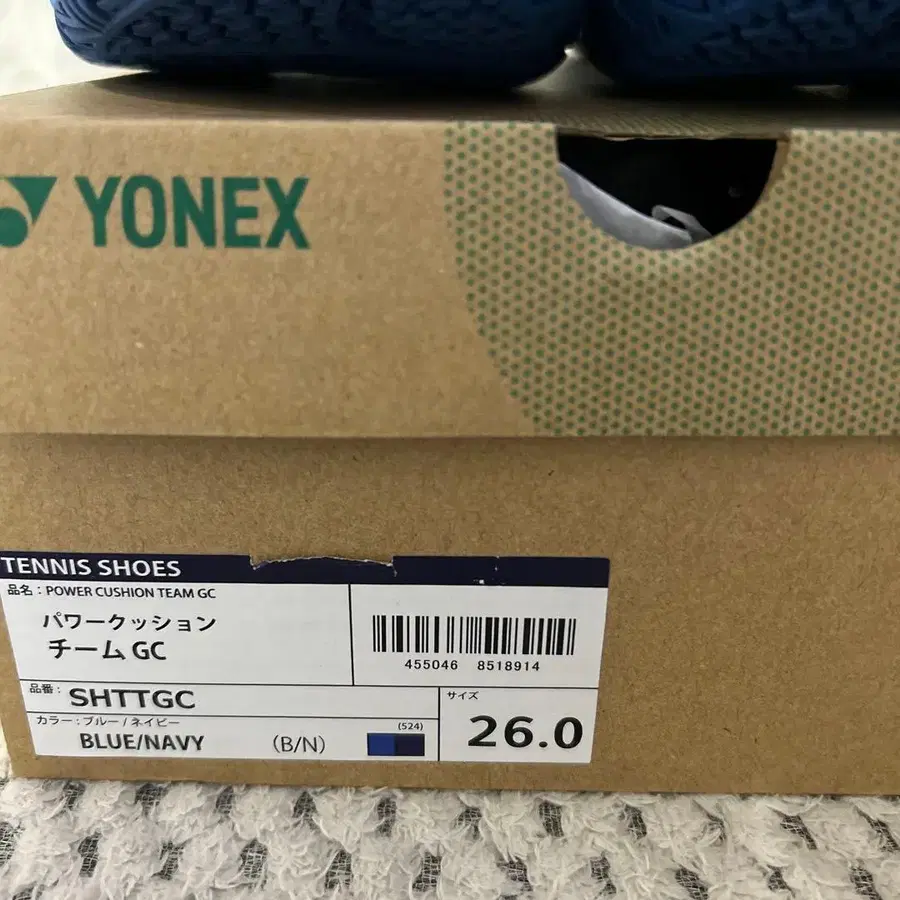 YONEX
TENNIS SHOES
品名：POWER CUSHION TEAM GC
パワークッション
チーム GC
455046 8518914
品番：SHTTGC
サイズ
26.0
カラー：ブルー / ネイビー
(524)
BLUE/NAVY (B/N)